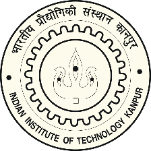 भारतीय प्रौद्योगिकी संस्थान कानपुर
INDIAN INSTITUTE OF TECHNOLOGY KANPUR